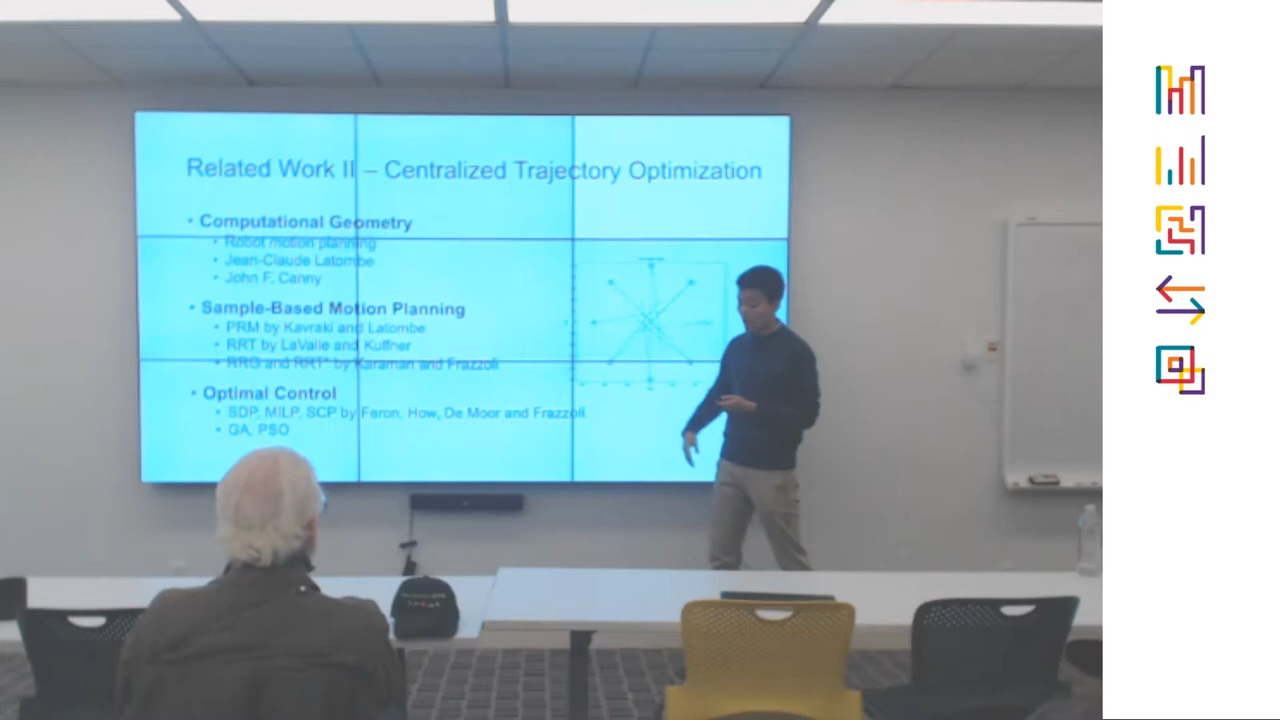 Related Work II – Centralized Trajectory Optimization
• Computational Geometry
• Robot motion planning
• Jean-Claude Latombe
• John F. Canny
• Sample-Based Motion Planning
• PRM by Kavraki and Latombe
• RRT by LaValle and Kuffner
• RRG and RRT* by Karaman and Frazzoli
• Optimal Control
• SDP, MILP, SCP by Feron, How, De Moor and Frazzoli
• GA, PSO